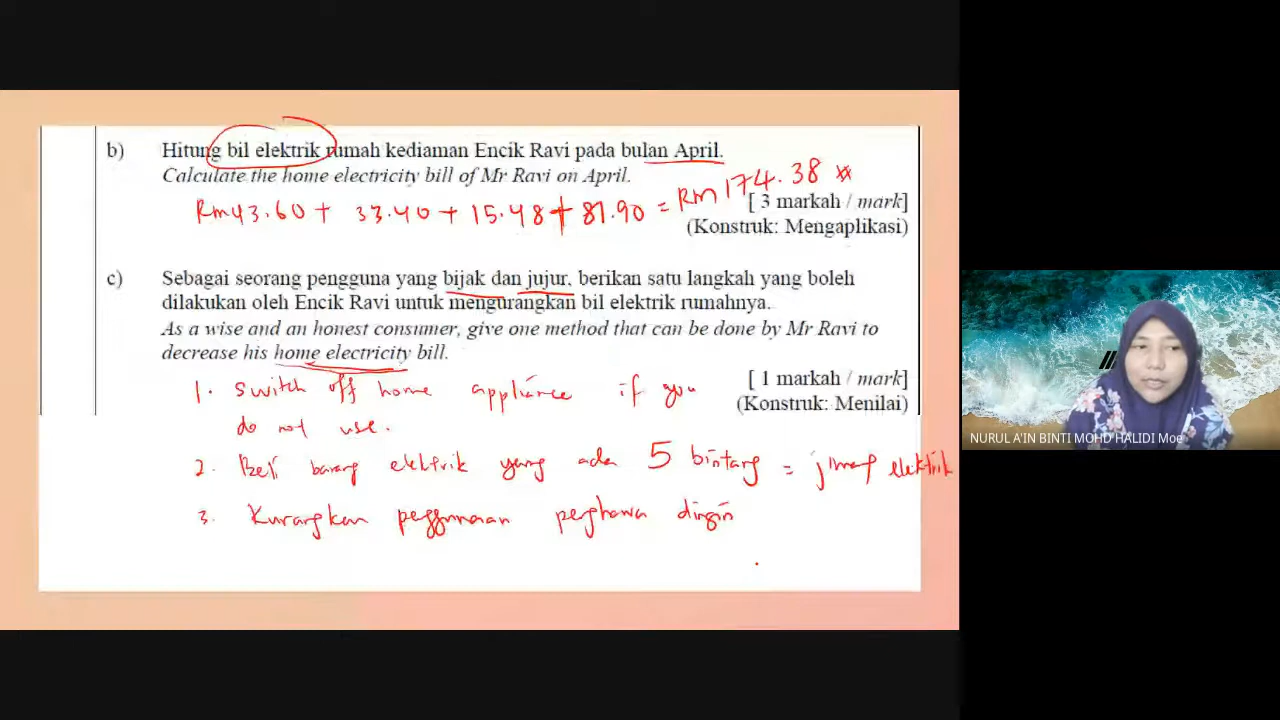 b) Hitung bil elektrik rumah kediaman Encik Ravi pada bulan April.
Calculate the home electricity bill of Mr Ravi on April.
RM43.60 + 33.40 + 15.48 + 81.90 = RM174.38
[ 3 markah / mark]
(Konstruk: Mengaplikasi)
c) Sebagai seorang pengguna yang bijak dan jujur, berikan satu langkah yang boleh
dilakukan oleh Encik Ravi untuk mengurangkan bil elektrik rumahnya.
As a wise and an honest consumer, give one method that can be done by Mr Ravi to
decrease his home electricity bill.
[ 1 markah / mark]
(Konstruk: Menilai)
1. Switch off home appliance if you
do not use.
2. Beli barang elektrik yang ada 5 bintang = jimat elektrik
3. Kurangkan penggunaan penghawa dingin
NURUL A'IN BINTI MOHD HALIDI Moe